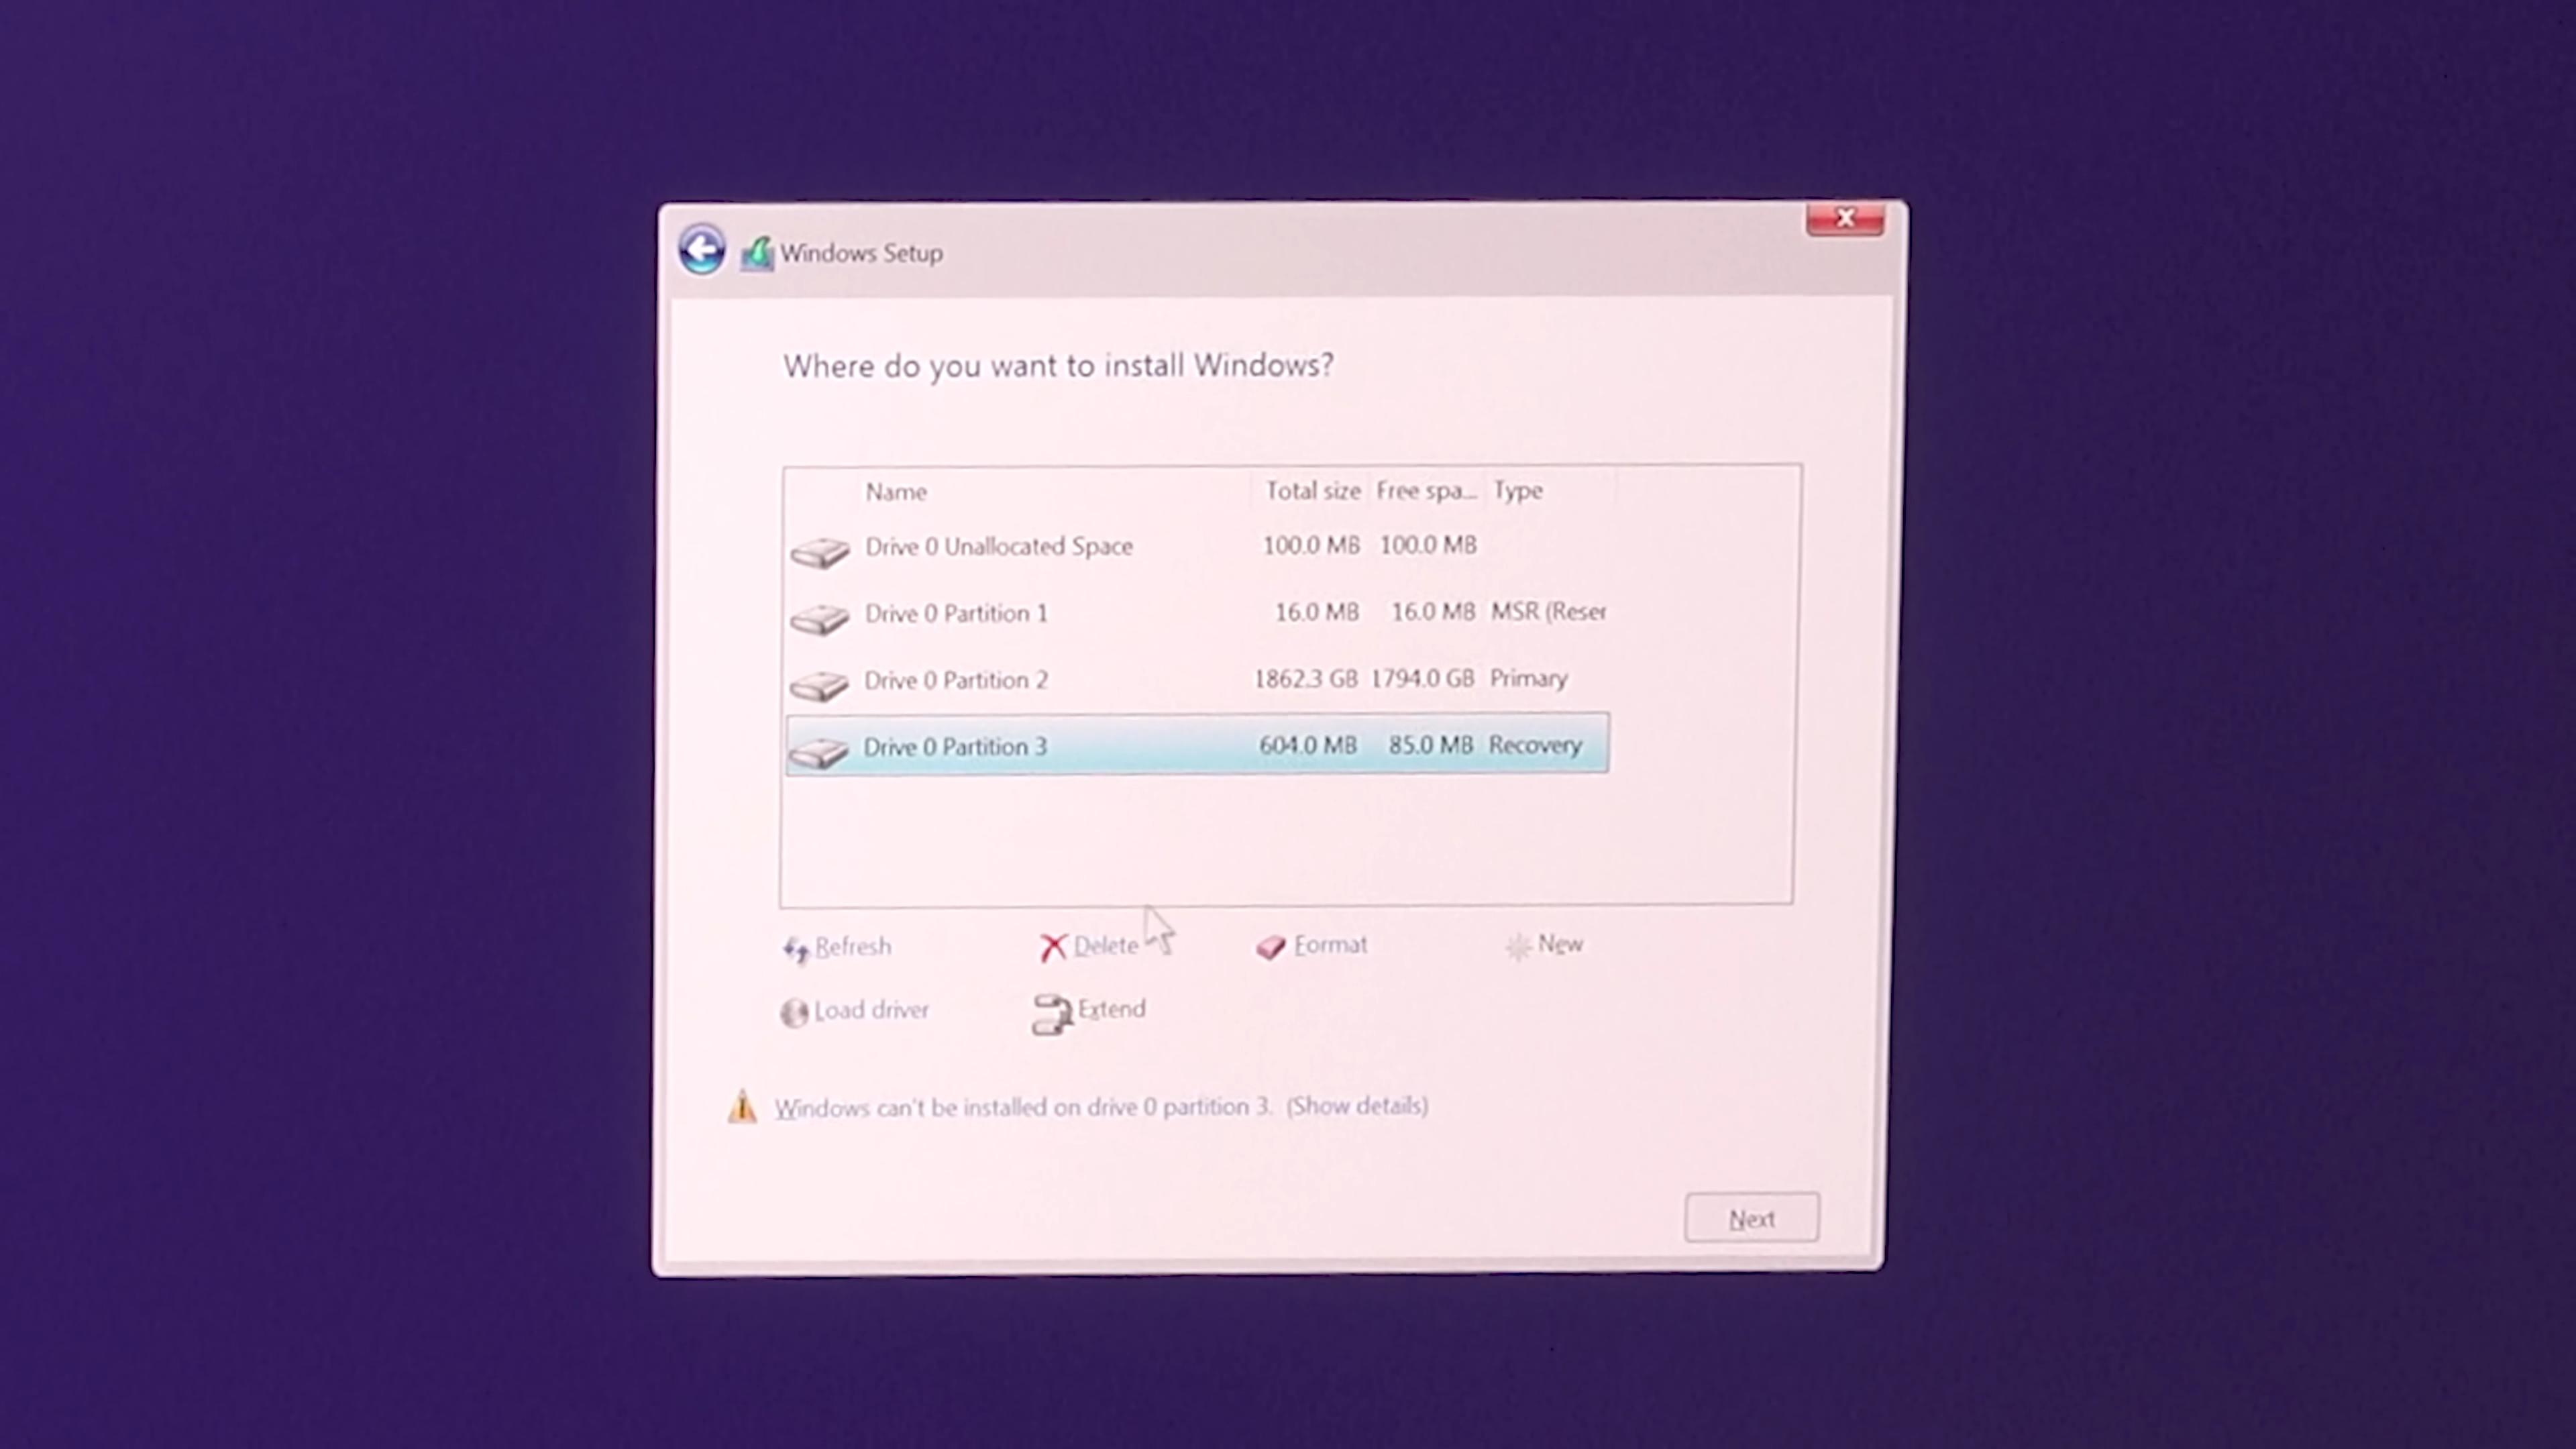 Windows Setup
Where do you want to install Windows?
Name Total size Free spa... Type
Drive 0 Unallocated Space 100.0 MB 100.0 MB
Drive 0 Partition 1 16.0 MB 16.0 MB MSR (Reser
Drive 0 Partition 2 1862.3 GB 1794.0 GB Primary
Drive 0 Partition 3 604.0 MB 85.0 MB Recovery
Refresh Delete Format New
Load driver Extend
Windows can't be installed on drive 0 partition 3. (Show details)
Next